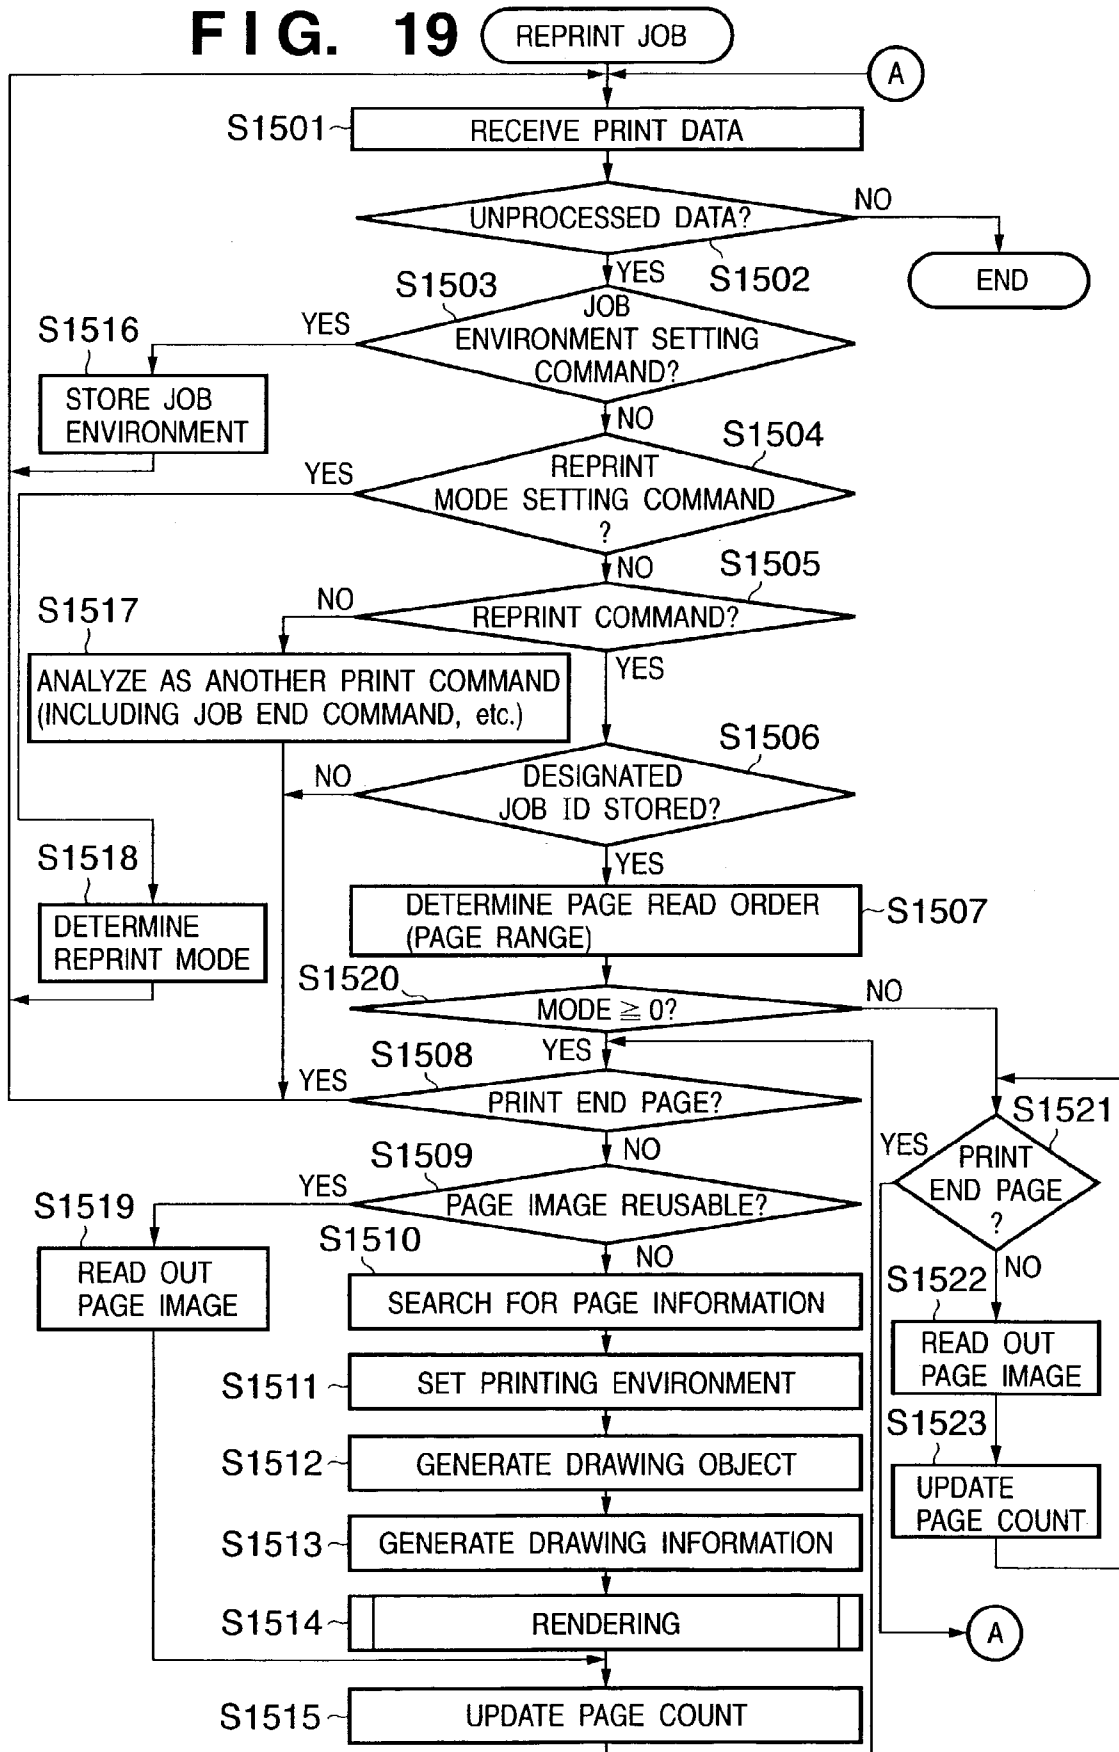 FIG. 19
REPRINT JOB
A
S1501
RECEIVE PRINT DATA
UNPROCESSED DATA?
NO
S1502
YES
END
S1503
JOB
ENVIRONMENT SETTING
COMMAND?
YES
S1516
STORE JOB
ENVIRONMENT
NO
S1504
REPRINT
MODE SETTING COMMAND
?
YES
NO
S1505
REPRINT COMMAND?
NO
S1517
YES
ANALYZE AS ANOTHER PRINT COMMAND
(INCLUDING JOB END COMMAND, etc.)
S1506
DESIGNATED
JOB ID STORED?
NO
YES
S1518
DETERMINE
REPRINT MODE
DETERMINE PAGE READ ORDER
(PAGE RANGE)
S1507
S1520
MODE ≧ 0?
NO
YES
S1508
YES
PRINT END PAGE?
NO
S1521
YES
PRINT
END PAGE
?
NO
S1509
YES
PAGE IMAGE REUSABLE?
NO
S1519
READ OUT
PAGE IMAGE
S1510
SEARCH FOR PAGE INFORMATION
S1522
READ OUT
PAGE IMAGE
S1511
SET PRINTING ENVIRONMENT
S1523
UPDATE
PAGE COUNT
S1512
GENERATE DRAWING OBJECT
S1513
GENERATE DRAWING INFORMATION
S1514
RENDERING
A
S1515
UPDATE PAGE COUNT